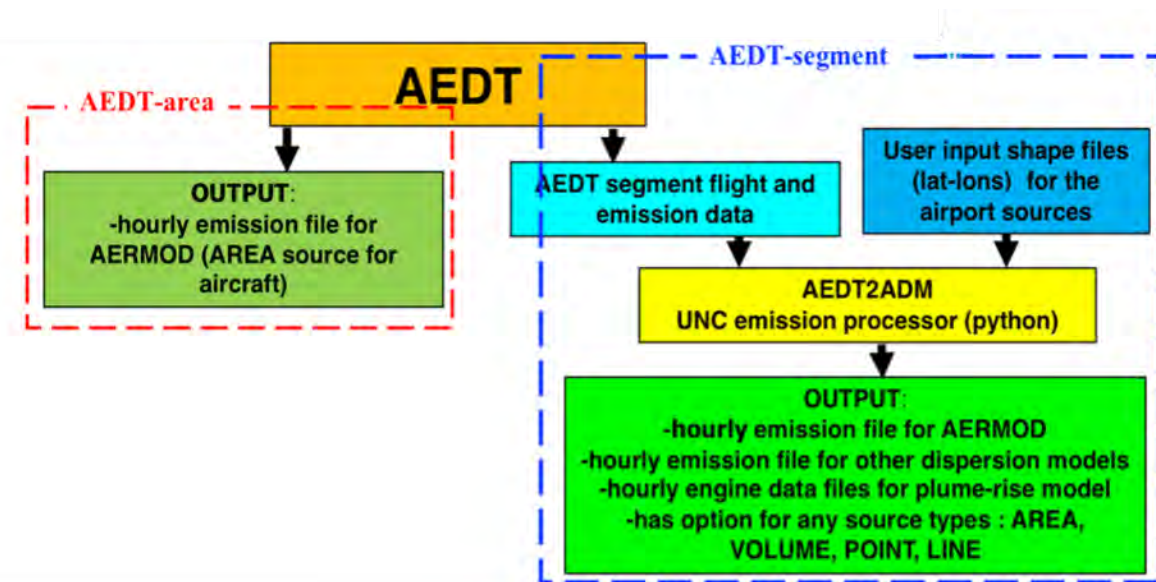 AEDT-segment
AEDT
AEDT-area
OUTPUT:
-hourly emission file for
AERMOD (AREA source for
aircraft)
AEDT segment flight and
emission data
User input shape files
(lat-lons) for the
airport sources
AEDT2ADM
UNC emission processor (python)
OUTPUT:
-hourly emission file for AERMOD
-hourly emission file for other dispersion models
-hourly engine data files for plume-rise model
-has option for any source types : AREA,
VOLUME, POINT, LINE